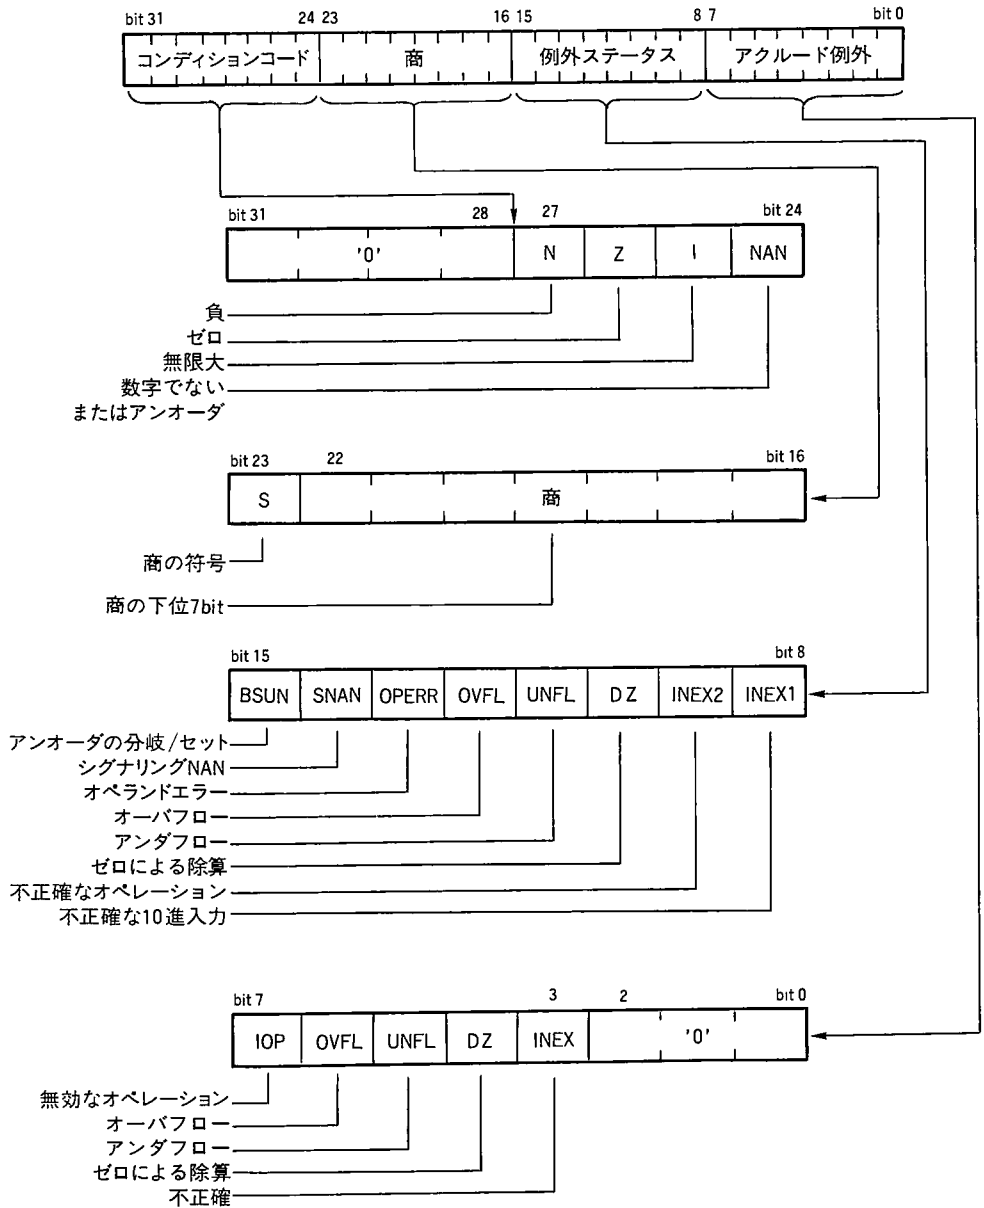 bit 31 24 23 16 15 8 7 bit 0
コンディションコード 商 例外ステータス アクルード例外
bit 31 28 27 bit 24
'0' N Z I NAN
負
ゼロ
無限大
数字でない
またはアンオーダ
bit 23 22 bit 16
S 商
商の符号
商の下位7bit
bit 15 bit 8
BSUN SNAN OPERR OVFL UNFL DZ INEX2 INEX1
アンオーダの分岐/セット
シグナリングNAN
オペランドエラー
オーバフロー
アンダフロー
ゼロによる除算
不正確なオペレーション
不正確な10進入力
bit 7 3 2 bit 0
IOP OVFL UNFL DZ INEX '0'
無効なオペレーション
オーバフロー
アンダフロー
ゼロによる除算
不正確